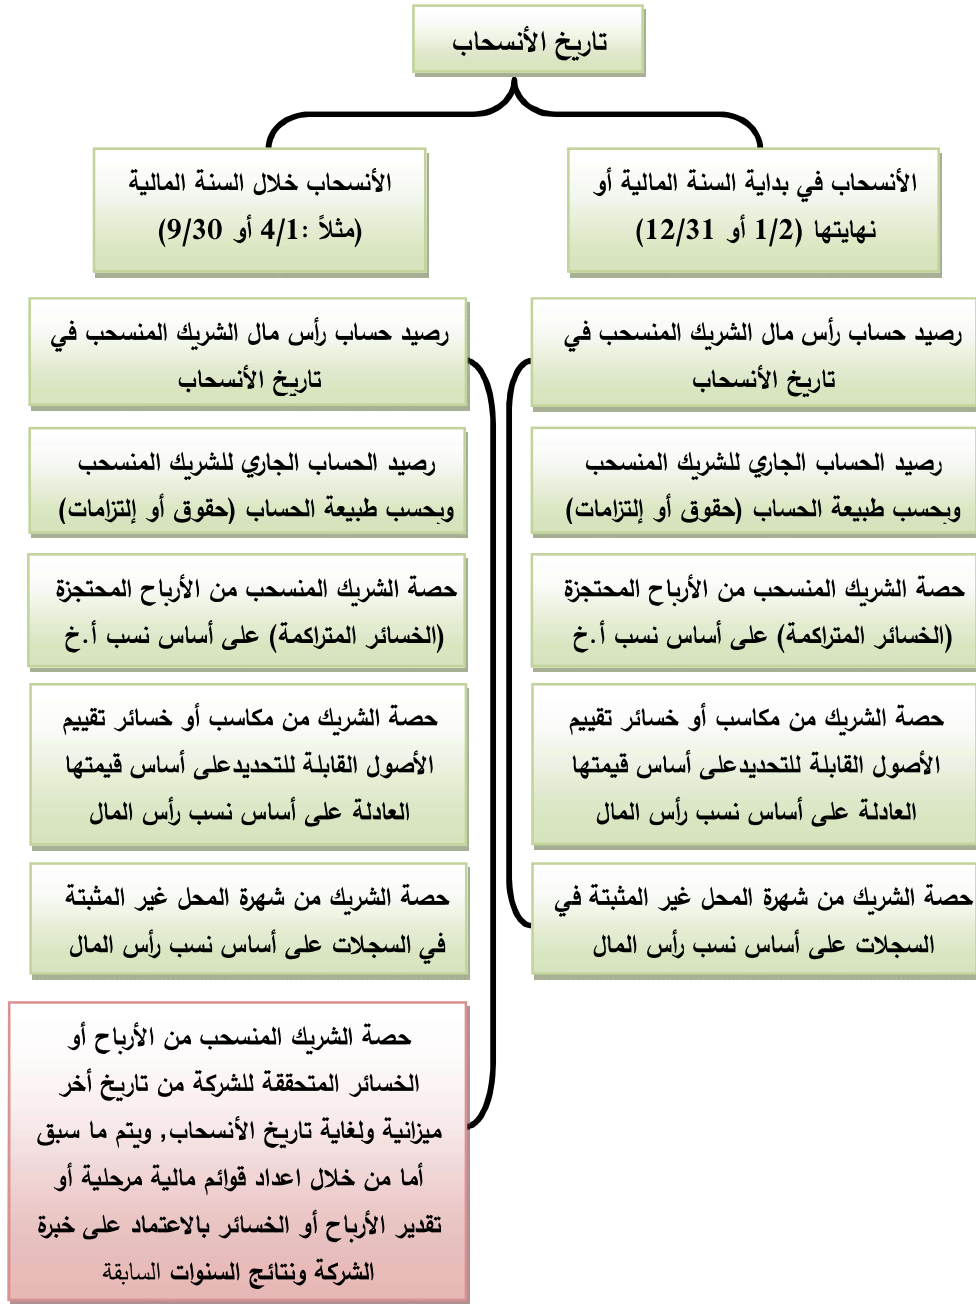 تاريخ الأنسحاب
الأنسحاب في بداية السنة المالية أو
نهايتها (1/2 أو 12/31)
رصيد حساب رأس مال الشريك المنسحب في
تاريخ الأنسحاب
رصيد الحساب الجاري للشريك المنسحب
وبحسب طبيعة الحساب (حقوق أو إلتزامات)
حصة الشريك المنسحب من الأرباح المحتجزة
(الخسائر المتراكمة) على أساس نسب أ.خ
حصة الشريك من مكاسب أو خسائر تقييم
الأصول القابلة للتحديدعلى أساس قيمتها
العادلة على أساس نسب رأس المال
حصة الشريك من شهرة المحل غير المثبتة في
السجلات على أساس نسب رأس المال
الأنسحاب خلال السنة المالية
(مثلاً :4/1 أو 9/30)
رصيد حساب رأس مال الشريك المنسحب في
تاريخ الأنسحاب
رصيد الحساب الجاري للشريك المنسحب
وبحسب طبيعة الحساب (حقوق أو إلتزامات)
حصة الشريك المنسحب من الأرباح المحتجزة
(الخسائر المتراكمة) على أساس نسب أ.خ
حصة الشريك من مكاسب أو خسائر تقييم
الأصول القابلة للتحديدعلى أساس قيمتها
العادلة على أساس نسب رأس المال
حصة الشريك من شهرة المحل غير المثبتة
في السجلات على أساس نسب رأس المال
حصة الشريك المنسحب من الأرباح أو
الخسائر المتحققة للشركة من تاريخ أخر
ميزانية ولغاية تاريخ الأنسحاب, ويتم ما سبق
أما من خلال اعداد قوائم مالية مرحلية أو
تقدير الأرباح أو الخسائر بالاعتماد على خبرة
الشركة ونتائج السنوات السابقة